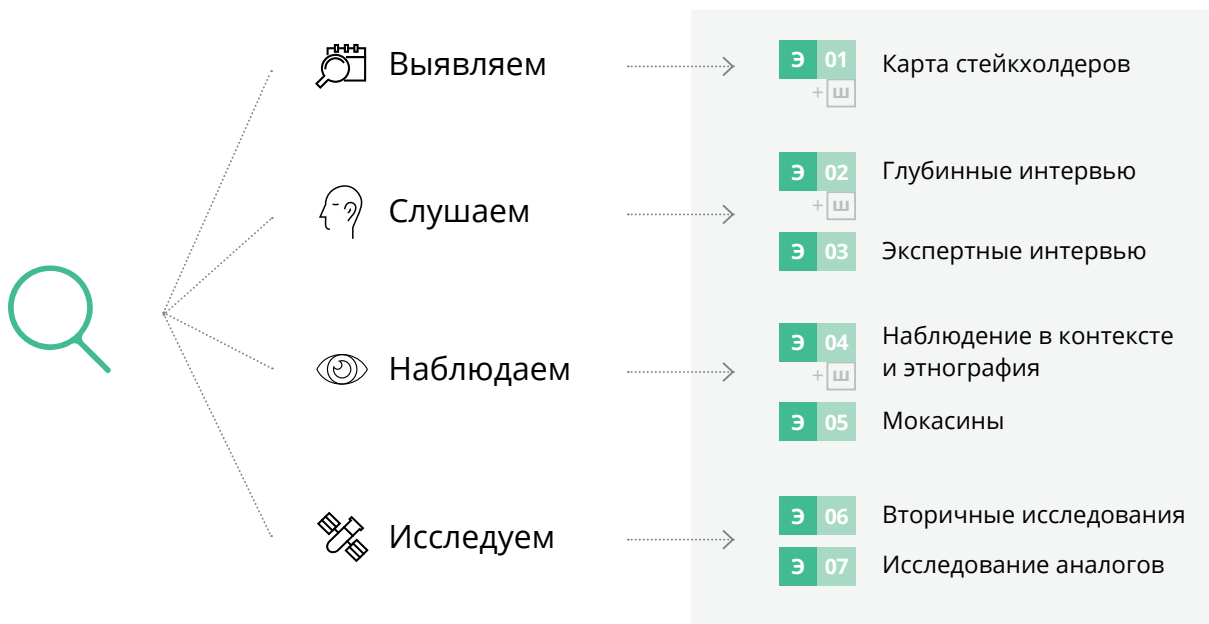 Выявляем
Э 01
+ Ш
Карта стейкхолдеров
Слушаем
Э 02
+ Ш
Глубинные интервью
Э 03
Экспертные интервью
Наблюдаем
Э 04
+ Ш
Наблюдение в контексте
и этнография
Э 05
Мокасины
Исследуем
Э 06
Вторичные исследования
Э 07
Исследование аналогов